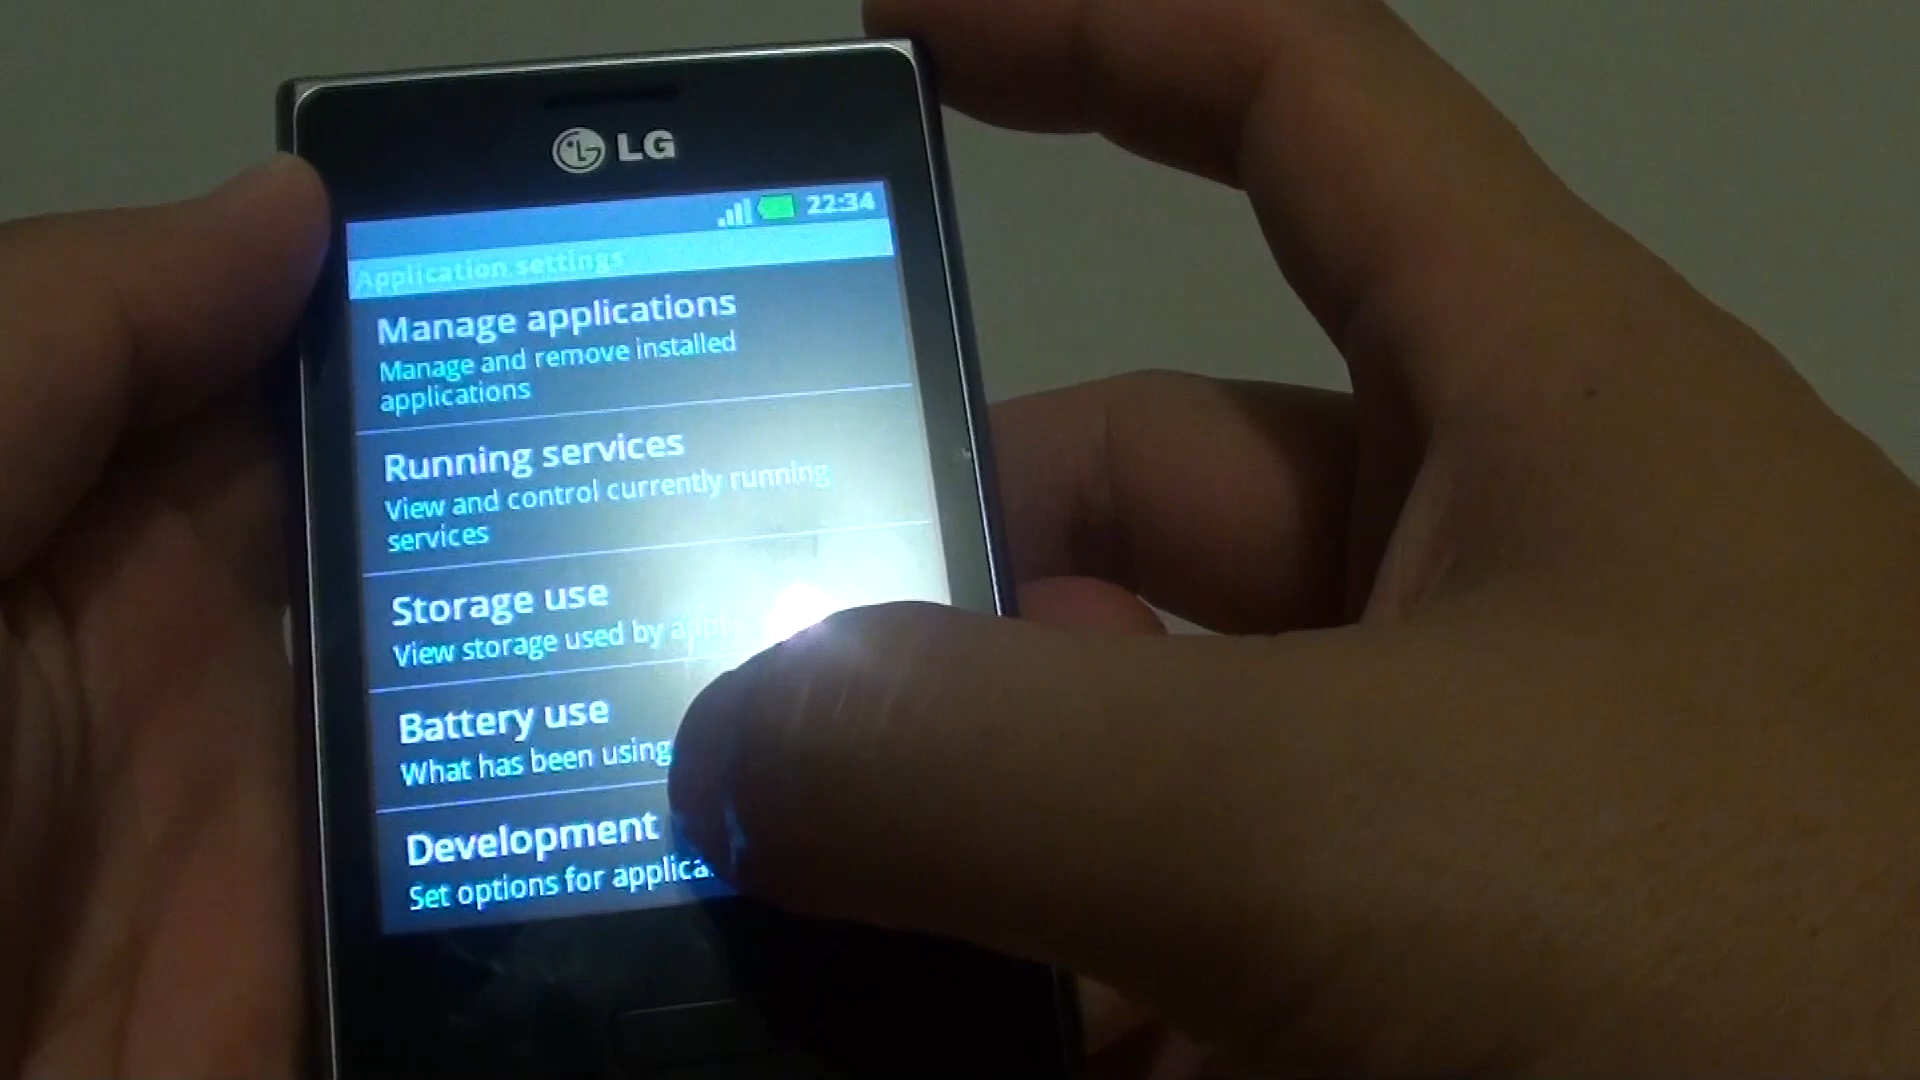 LG
22:34
Application settings
Manage applications
Manage and remove installed
applications
Running services
View and control currently running
services
Storage use
View storage used by
Battery use
What has been using
Development
Set options for